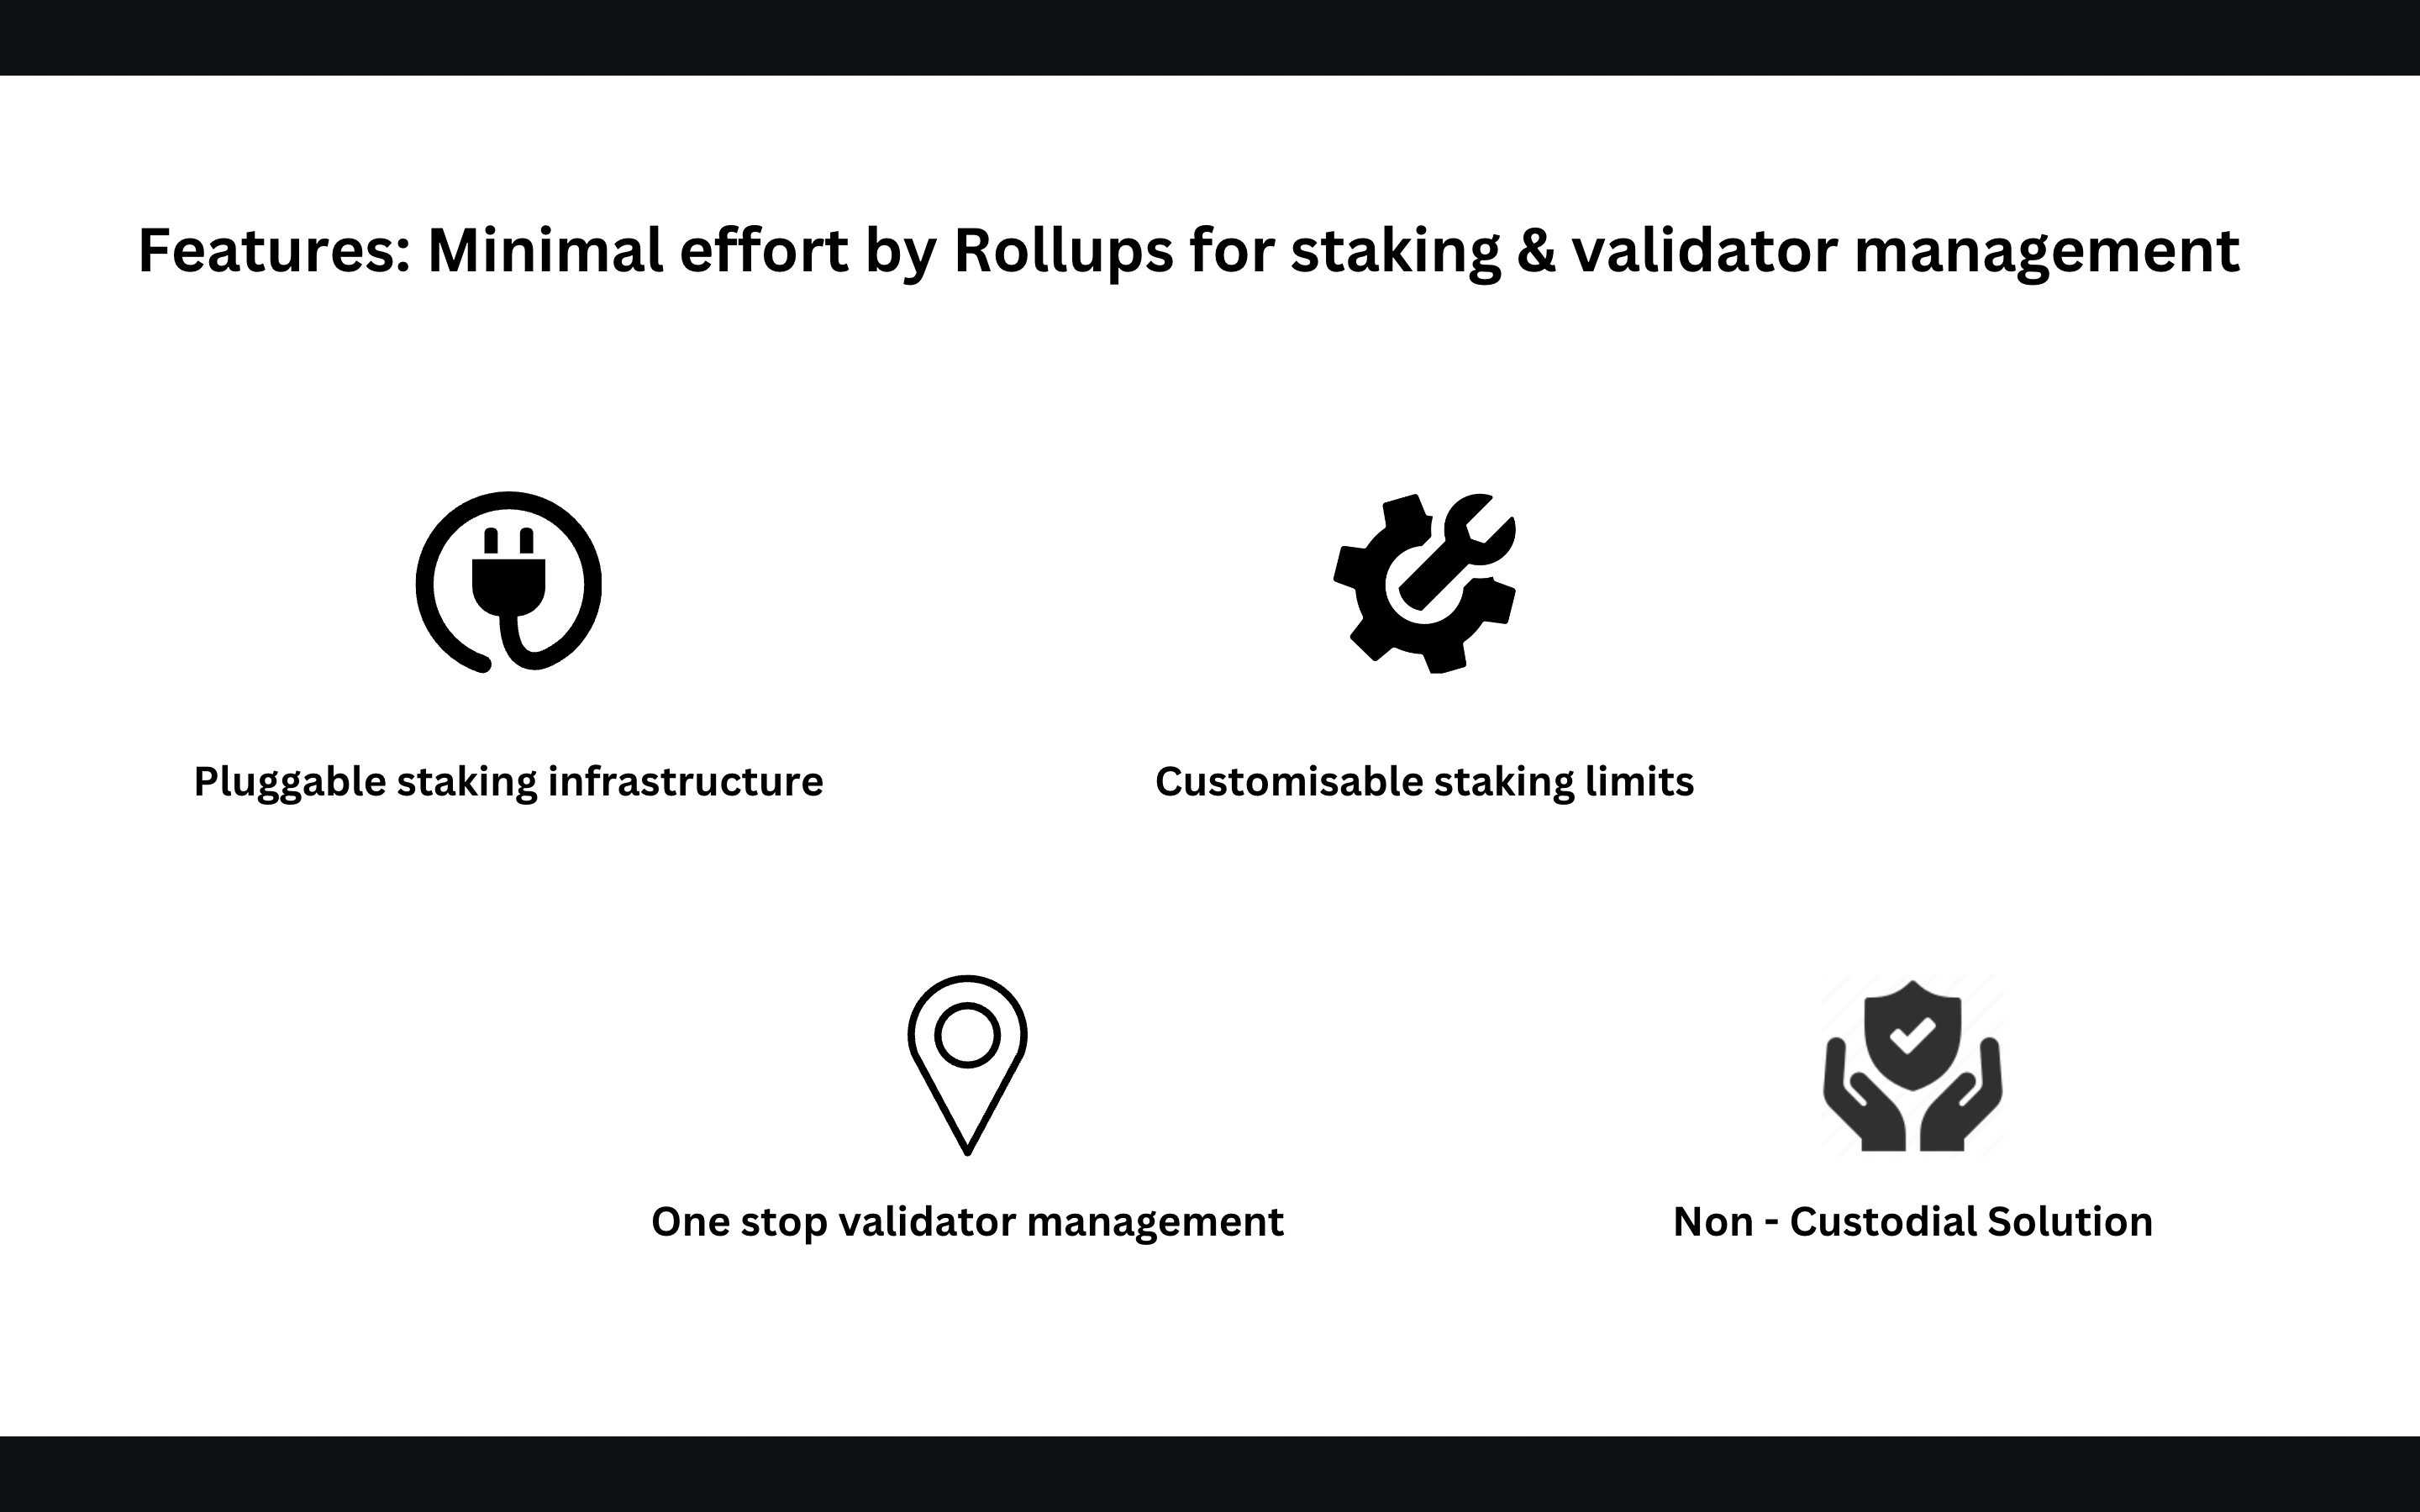 Features: Minimal effort by Rollups for staking & validator management
Pluggable staking infrastructure
Customisable staking limits
One stop validator management
Non - Custodial Solution